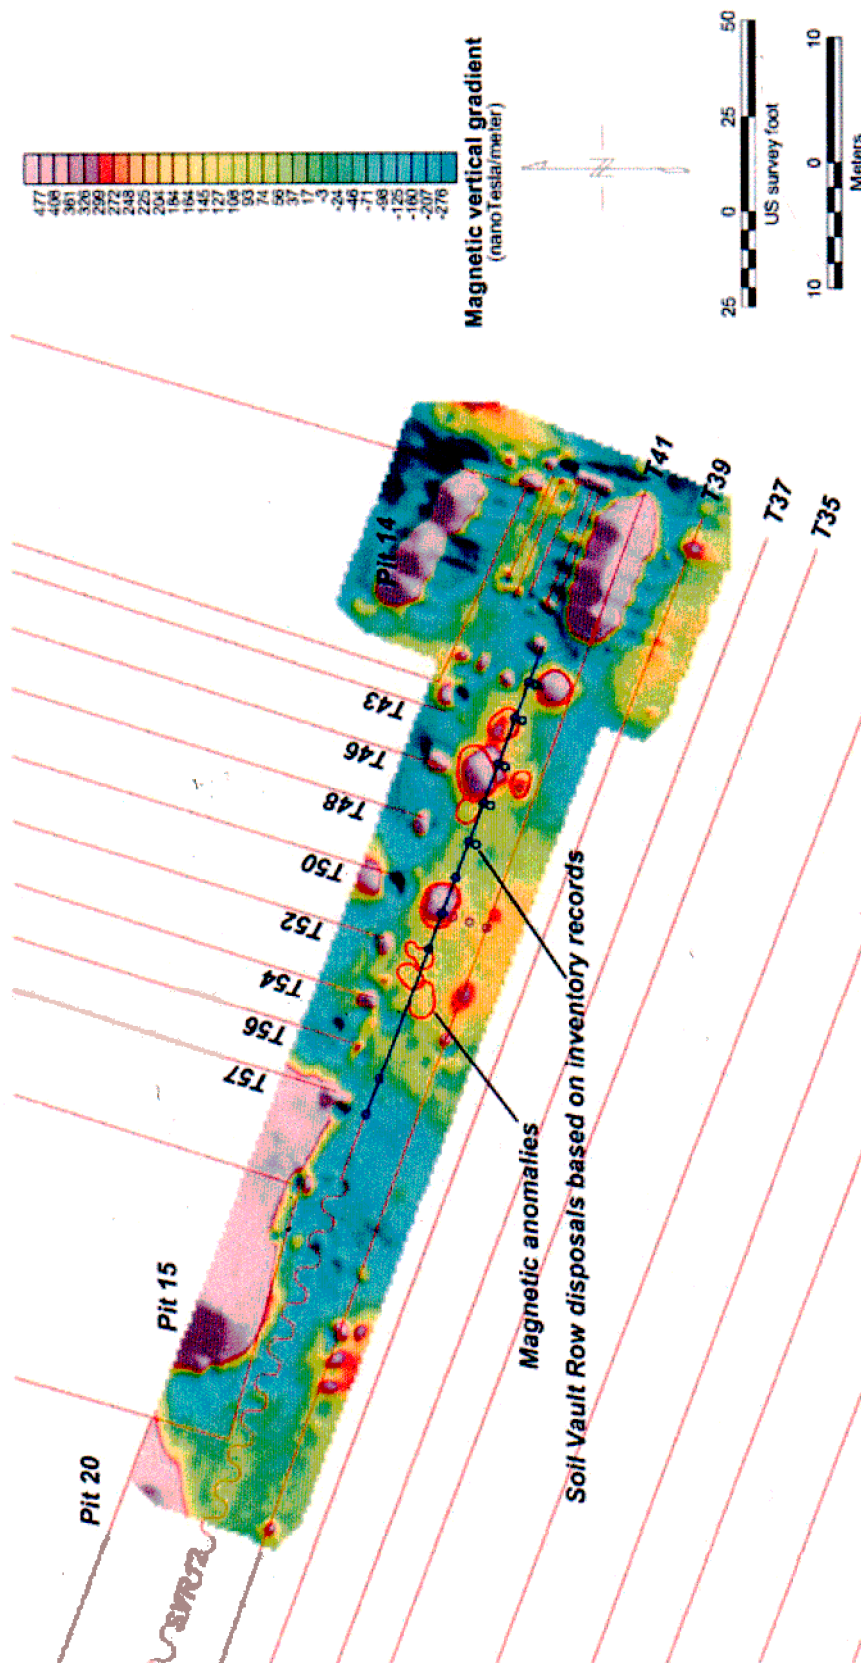 477
408
361
326
299
272
248
225
204
184
164
145
127
108
93
74
56
37
17
-3
-24
-46
-71
-98
-125
-160
-207
-276
Magnetic vertical gradient
(nanoTesla/meter)
N
25 0 25 50
US survey foot
10 0 10
Meters
Pit 14
T41
T39
T37
T35
T43
T46
T48
T50
T52
T54
T56
T57
Pit 15
Pit 20
SVR12
Magnetic anomalies
Soil Vault Row disposals based on inventory records